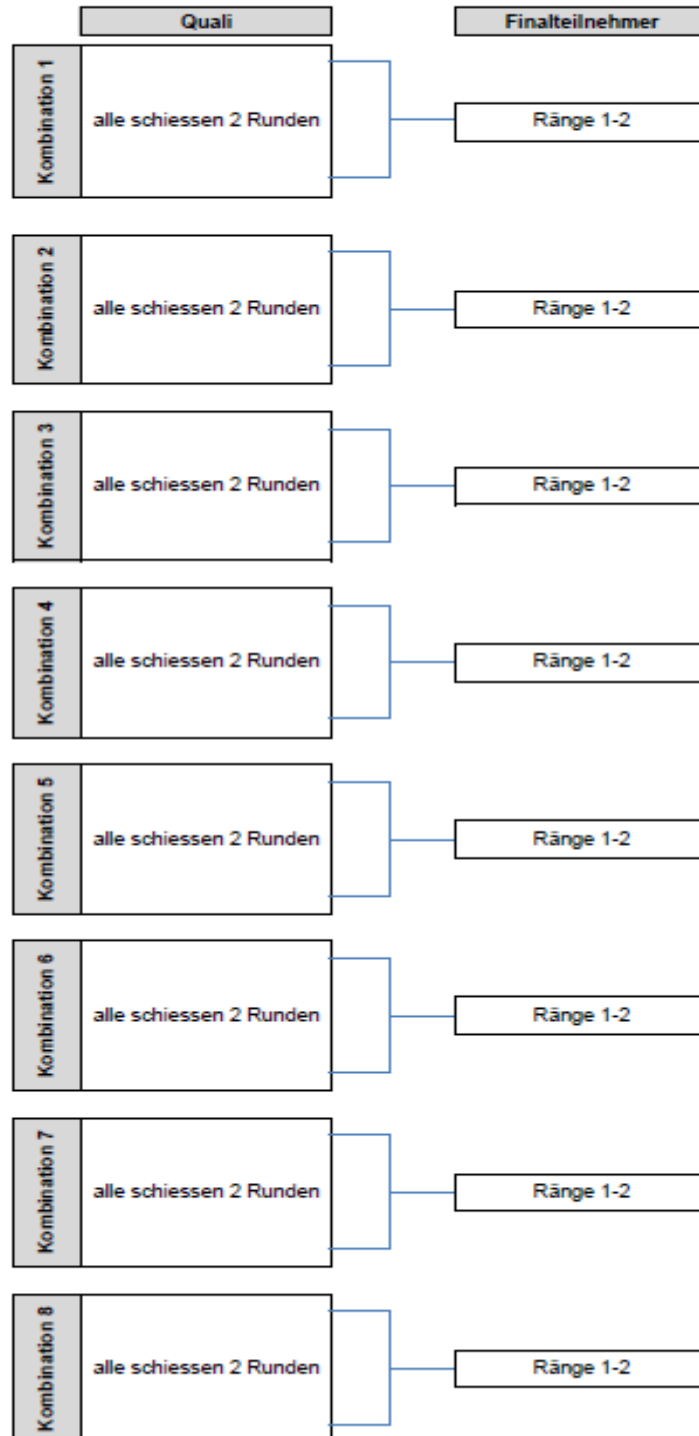 Quali
Finalteilnehmer
Kombination 1
alle schiessen 2 Runden
Ränge 1-2
Kombination 2
alle schiessen 2 Runden
Ränge 1-2
Kombination 3
alle schiessen 2 Runden
Ränge 1-2
Kombination 4
alle schiessen 2 Runden
Ränge 1-2
Kombination 5
alle schiessen 2 Runden
Ränge 1-2
Kombination 6
alle schiessen 2 Runden
Ränge 1-2
Kombination 7
alle schiessen 2 Runden
Ränge 1-2
Kombination 8
alle schiessen 2 Runden
Ränge 1-2